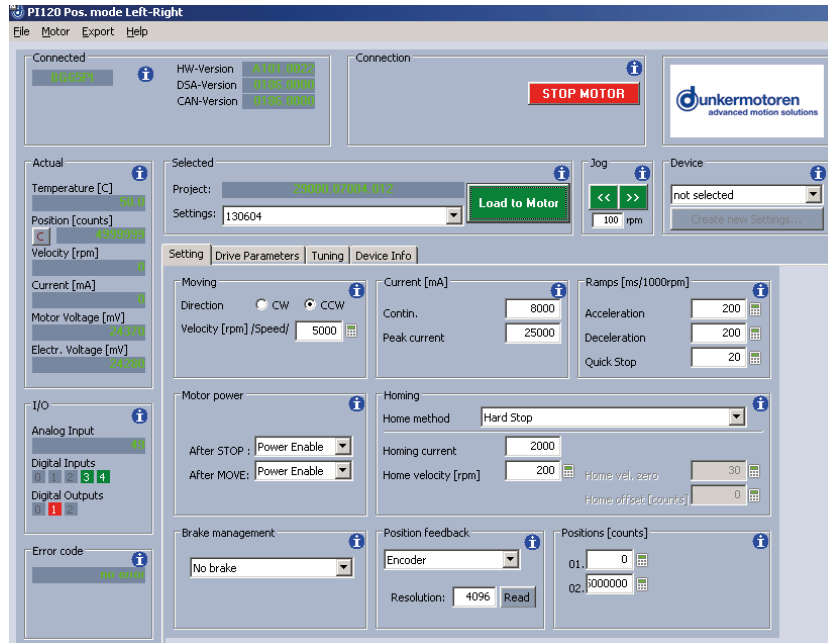 PI120 Pos. mode Left-Right
File Motor Export Help
Connected
BG65PI
HW-Version
DSA-Version
CAN-Version
Connection
STOP MOTOR
dunkermotoren
advanced motion solutions
Actual
Temperature [C]
50.0
Position [counts]
C
Velocity [rpm]
0
Current [mA]
0
Motor Voltage [mV]
Electr. Voltage [mV]
I/O
Analog Input
Digital Inputs
0 1 2 3 4
Digital Outputs
0 1 2
Error code
no error
Selected
Project:
Settings: 130604
Load to Motor
Jog
<< >>
100 rpm
Device
not selected
Create new Settings...
Setting Drive Parameters Tuning Device Info
Moving
Direction CW CCW
Velocity [rpm] /Speed/ 5000
Current [mA]
Contin. 8000
Peak current 25000
Ramps [ms/1000rpm]
Acceleration 200
Deceleration 200
Quick Stop 20
Motor power
After STOP : Power Enable
After MOVE: Power Enable
Homing
Home method Hard Stop
Homing current 2000
Home velocity [rpm] 200
Home vel. zero 30
Home offset [counts] 0
Brake management
No brake
Position feedback
Encoder
Resolution: 4096 Read
Positions [counts]
01. 0
02. 5000000